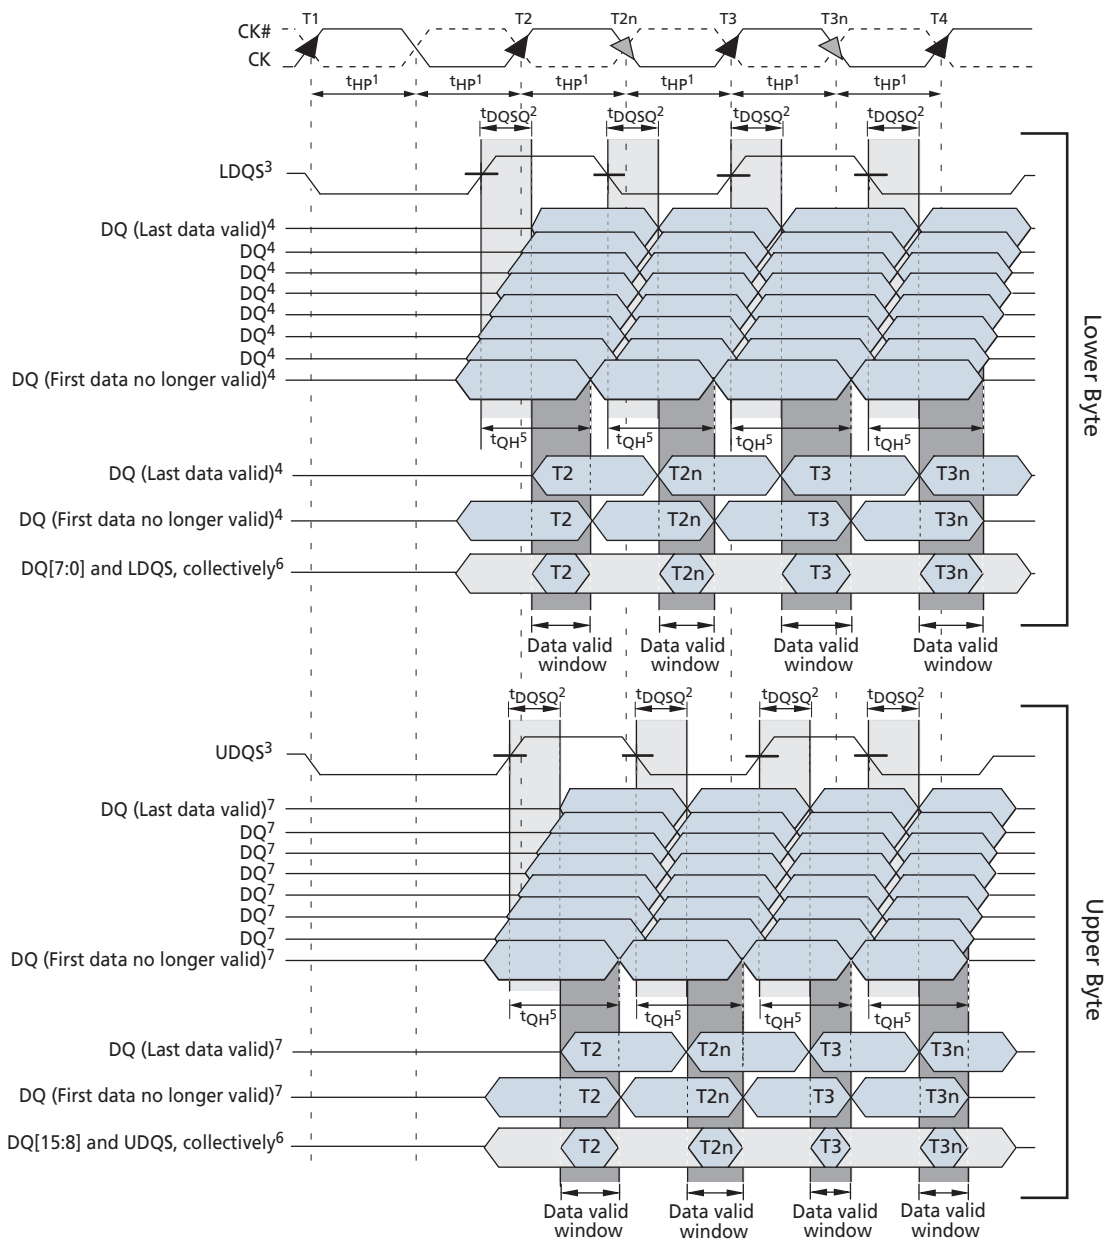 T1 T2 T2n T3 T3n T4
CK#
CK
tHP1 tHP1 tHP1 tHP1 tHP1 tHP1
tDQSQ2 tDQSQ2 tDQSQ2 tDQSQ2
LDQS3
DQ (Last data valid)4
DQ4
DQ4
DQ4
DQ4
DQ4
DQ4
DQ (First data no longer valid)4
tQH5 tQH5 tQH5 tQH5
DQ (Last data valid)4 T2 T2n T3 T3n
DQ (First data no longer valid)4 T2 T2n T3 T3n
DQ[7:0] and LDQS, collectively6 T2 T2n T3 T3n
Data valid window
Data valid window
Data valid window
Data valid window
Lower Byte
tDQSQ2 tDQSQ2 tDQSQ2 tDQSQ2
UDQS3
DQ (Last data valid)7
DQ7
DQ7
DQ7
DQ7
DQ7
DQ7
DQ (First data no longer valid)7
tQH5 tQH5 tQH5 tQH5
DQ (Last data valid)7 T2 T2n T3 T3n
DQ (First data no longer valid)7 T2 T2n T3 T3n
DQ[15:8] and UDQS, collectively6 T2 T2n T3 T3n
Data valid window
Data valid window
Data valid window
Data valid window
Upper Byte